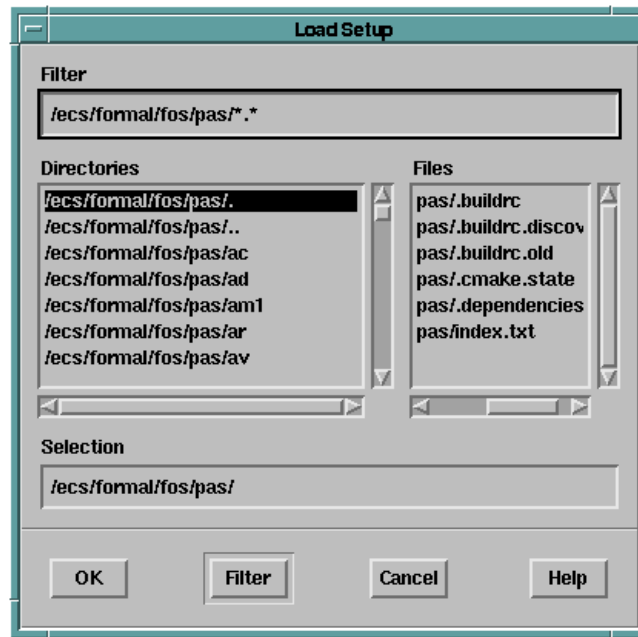 Load Setup
Filter
/ecs/formal/fos/pas/*.*
Directories
/ecs/formal/fos/pas/.
/ecs/formal/fos/pas/..
/ecs/formal/fos/pas/ac
/ecs/formal/fos/pas/ad
/ecs/formal/fos/pas/am1
/ecs/formal/fos/pas/ar
/ecs/formal/fos/pas/av
Files
pas/.buildrc
pas/.buildrc.discov
pas/.buildrc.old
pas/.cmake.state
pas/.dependencies
pas/index.txt
Selection
/ecs/formal/fos/pas/
OK Filter Cancel Help